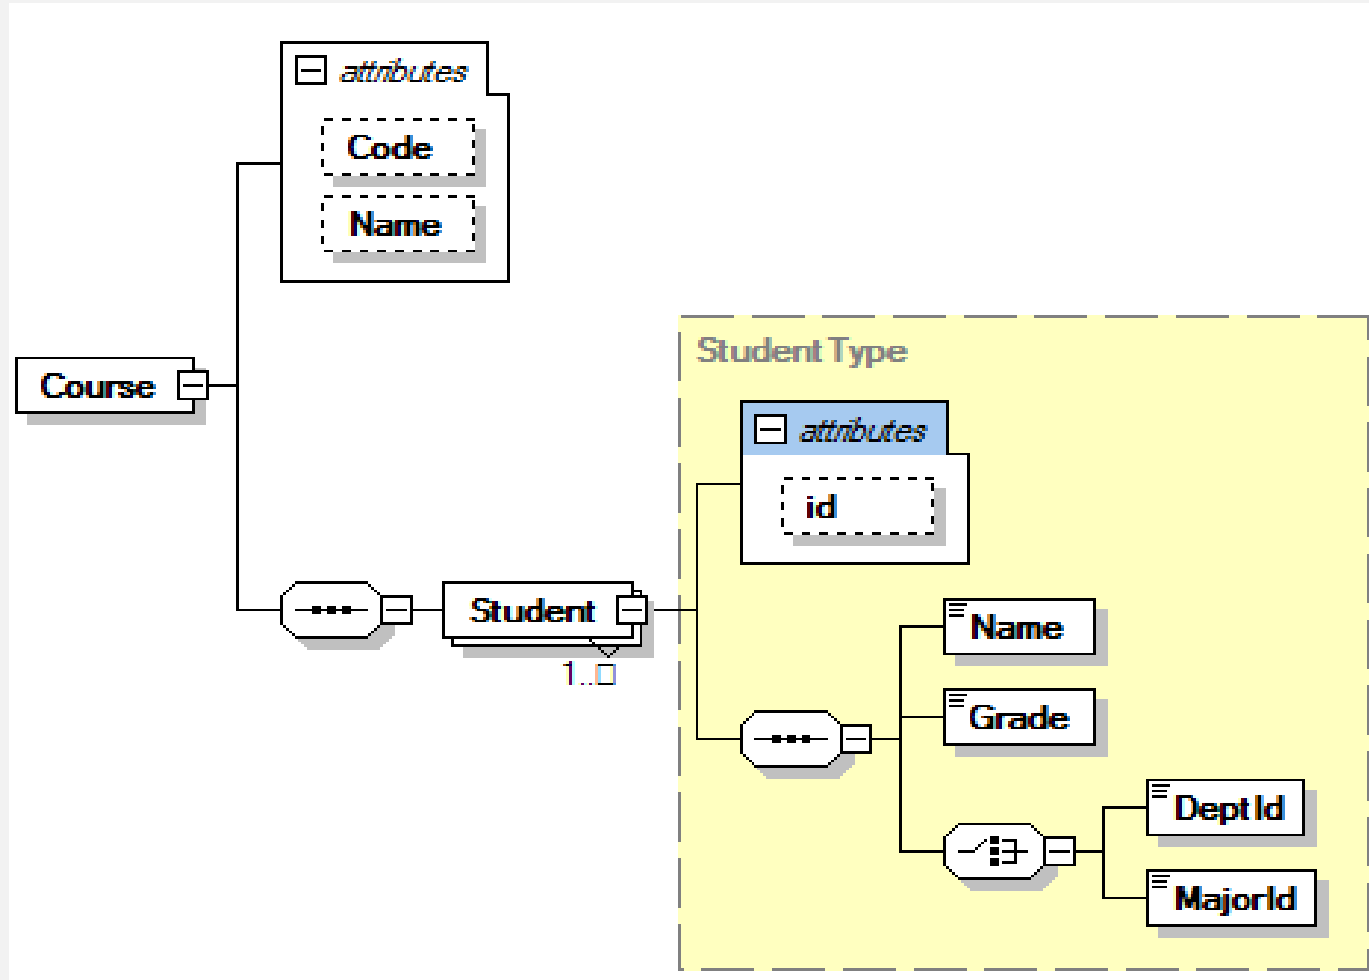 attributes
Code
Name
Course
Student Type
attributes
id
Student
1..□
Name
Grade
DeptId
MajorId